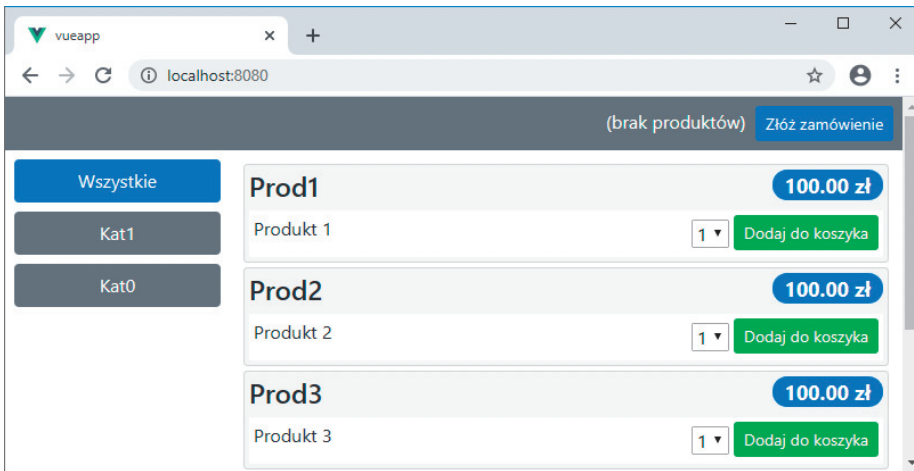 vueapp
localhost:8080
(brak produktów) Złóż zamówienie
Wszystkie
Kat1
Kat0
Prod1 100.00 zł
Produkt 1 1 Dodaj do koszyka
Prod2 100.00 zł
Produkt 2 1 Dodaj do koszyka
Prod3 100.00 zł
Produkt 3 1 Dodaj do koszyka